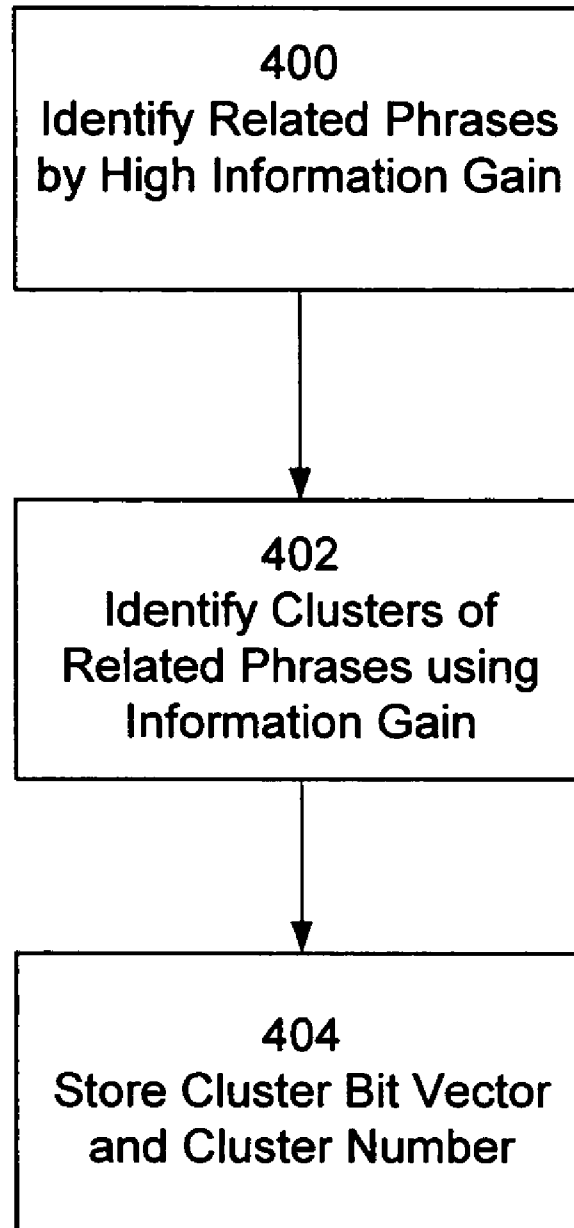 400
Identify Related Phrases
by High Information Gain
402
Identify Clusters of
Related Phrases using
Information Gain
404
Store Cluster Bit Vector
and Cluster Number